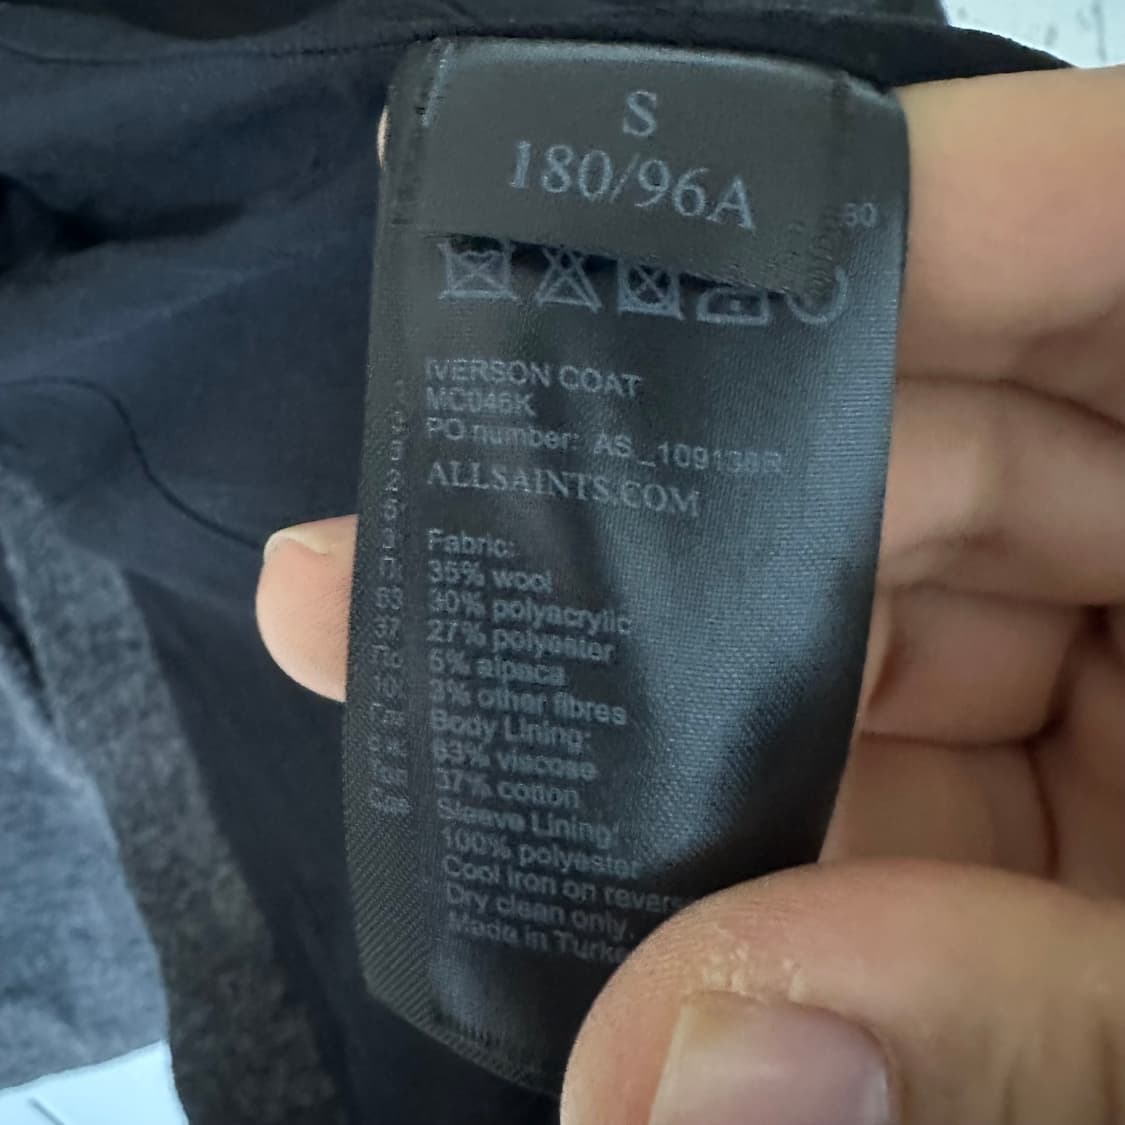 S
180/96A
IVERSON COAT
MC046K
PO number: AS_109138R
ALLSAINTS.COM
Fabric:
35% wool
30% polyacrylic
27% polyester
5% alpaca
3% other fibres
Body Lining:
63% viscose
37% cotton
Sleeve Lining:
100% polyester
Cool iron on
Dry clean only.
Made in